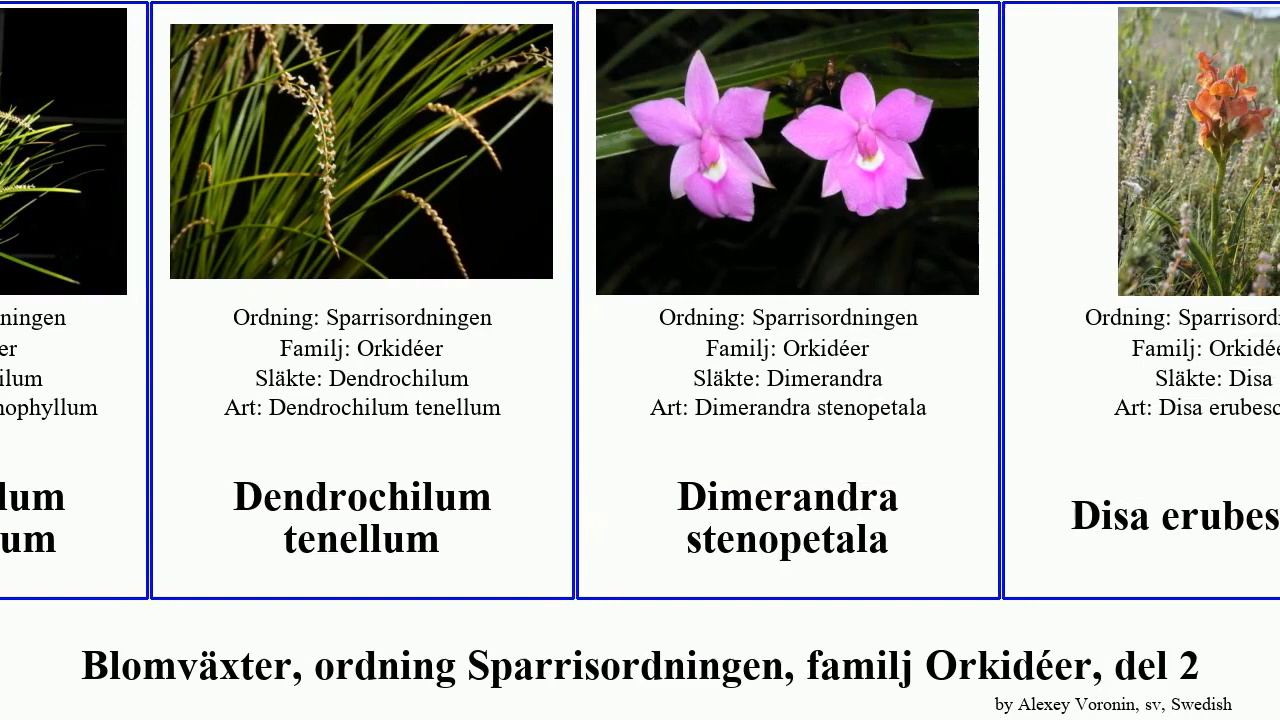 ningen
er
ilum
nophyllum
lum
um
Ordning: Sparrisordningen
Familj: Orkidéer
Släkte: Dendrochilum
Art: Dendrochilum tenellum
Dendrochilum
tenellum
Ordning: Sparrisordningen
Familj: Orkidéer
Släkte: Dimerandra
Art: Dimerandra stenopetala
Dimerandra
stenopetala
Ordning: Sparrisord
Familj: Orkidé
Släkte: Disa
Art: Disa erubesc
Disa erubes
Blomväxter, ordning Sparrisordningen, familj Orkidéer, del 2
by Alexey Voronin, sv, Swedish